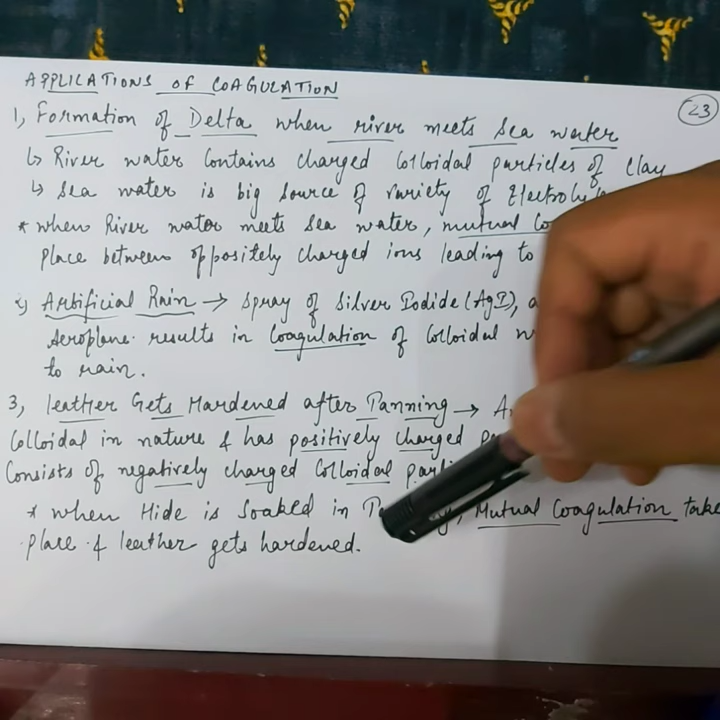 APPLICATIONS OF COAGULATION
23
1, Formation of Delta when river meets Sea water
↳ River water Contains charged Colloidal particles of Clay
↳ Sea water is big Source of variety of
* when River water meets Sea water, mutual
place between oppositely charged ions leading to
2) Artificial Rain → Spray of Silver Iodide (AgI),
Aeroplane results in Coagulation of Colloidal
to rain.
3, leather Gets Hardened after Tanning →
Colloidal in nature & has positively charged
Consists of negatively charged Colloidal
* when Hide is Soaked in Mutual Coagulation take
place & leather gets hardened.